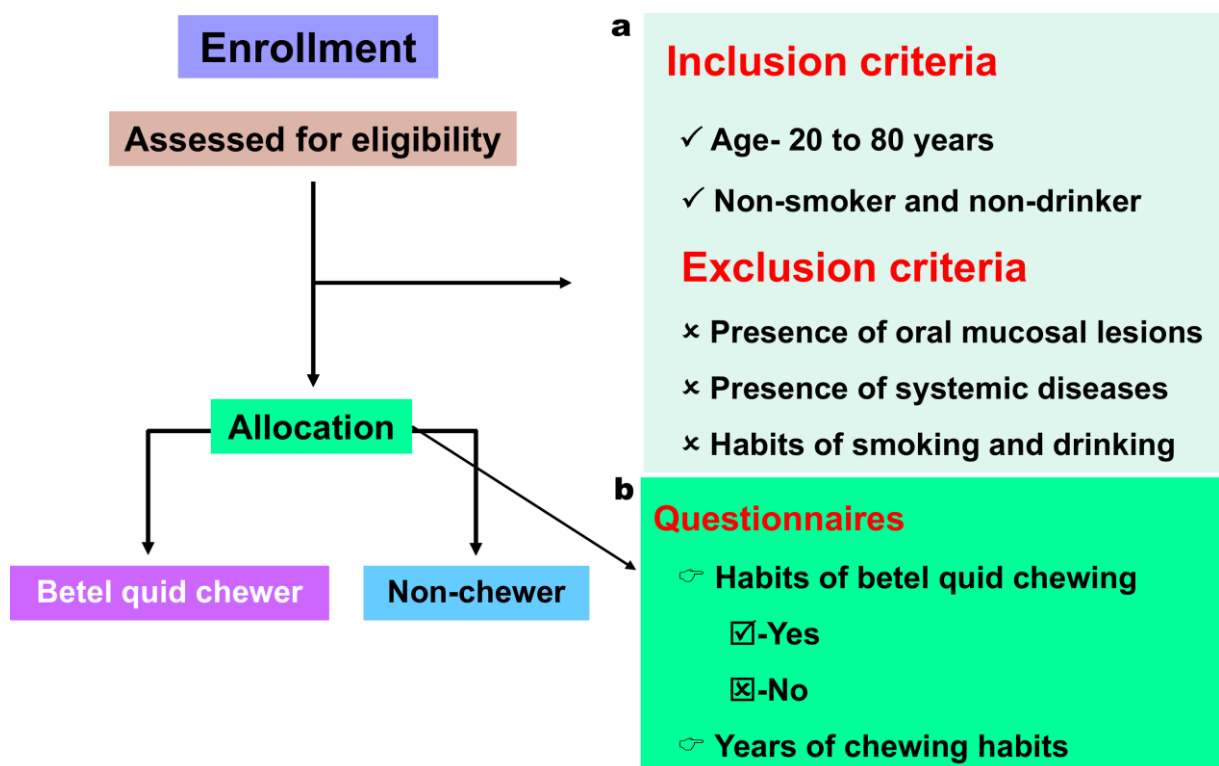 Enrollment
Assessed for eligibility
Allocation
Betel quid chewer
Non-chewer
a
Inclusion criteria
✓ Age- 20 to 80 years
✓ Non-smoker and non-drinker
Exclusion criteria
× Presence of oral mucosal lesions
× Presence of systemic diseases
× Habits of smoking and drinking
b
Questionnaires
☞ Habits of betel quid chewing
☑-Yes
☒-No
☞ Years of chewing habits